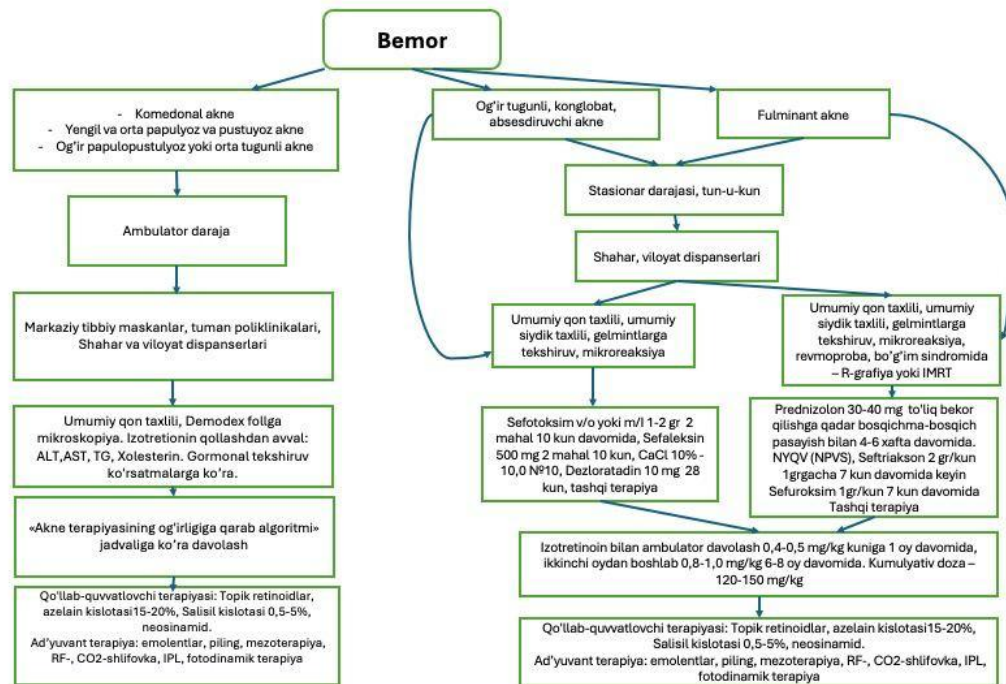 Bemor
- Komedonal akne
- Yengil va orta papulyoz va pustuyoz akne
- Og'ir papulopustulyoz yoki orta tugunli akne
Ambulator daraja
Markaziy tibbiy maskanlar, tuman poliklinikalari,
Shahar va viloyat dispanserlari
Umumiy qon taxlili, Demodex follga
mikroskopiya. Izotretionin qollashdan avval:
ALT,AST, TG, Xolesterin. Gormonal tekshiruv
ko'rsatmalarga ko'ra.
«Akne terapiyasining og'irligiga qarab algoritmi»
jadvaliga ko'ra davolash
Qo'llab-quvvatlovchi terapiyasi: Topik retinoidlar,
azelain kislotasi15-20%, Salisil kislotasi 0,5-5%,
neosinamid.
Ad'yuvant terapiya: emolentlar, piling, mezoterapiya,
RF-, CO2-shlifovka, IPL, fotodinamik terapiya
Og'ir tugunli, konglobat,
absesdiruvchi akne
Fulminant akne
Stasionar darajasi, tun-u-kun
Shahar, viloyat dispanserlari
Umumiy qon taxlili, umumiy
siydik taxlili, gelmintlarga
tekshiruv, mikroreaksiya
Umumiy qon taxlili, umumiy
siydik taxlili, gelmintlarga
tekshiruv, mikroreaksiya,
revmoproba, bo'g'im sindromida
– R-grafiya yoki IMRT
Sefotoksim v/o yoki m/l 1-2 gr 2
mahal 10 kun davomida, Sefaleksin
500 mg 2 mahal 10 kun, CaCl 10% -
10,0 №10, Dezloratadin 10 mg 28
kun, tashqi terapiya
Prednizolon 30-40 mg to'liq bekor
qilishga qadar bosqichma-bosqich
pasayish bilan 4-6 xafta davomida.
NYQV (NPVS), Seftriakson 2 gr/kun
1grgacha 7 kun davomida keyin
Sefuroksim 1gr/kun 7 kun davomida
Tashqi terapiya
Izotretinoin bilan ambulator davolash 0,4-0,5 mg/kg kuniga 1 oy davomida,
ikkinchi oydan boshlab 0,8-1,0 mg/kg 6-8 oy davomida. Kumulyativ doza –
120-150 mg/kg
Qo'llab-quvvatlovchi terapiyasi: Topik retinoidlar, azelain kislotasi15-20%,
Salisil kislotasi 0,5-5%, neosinamid.
Ad'yuvant terapiya: emolentlar, piling, mezoterapiya, RF-, CO2-shlifovka, IPL,
fotodinamik terapiya